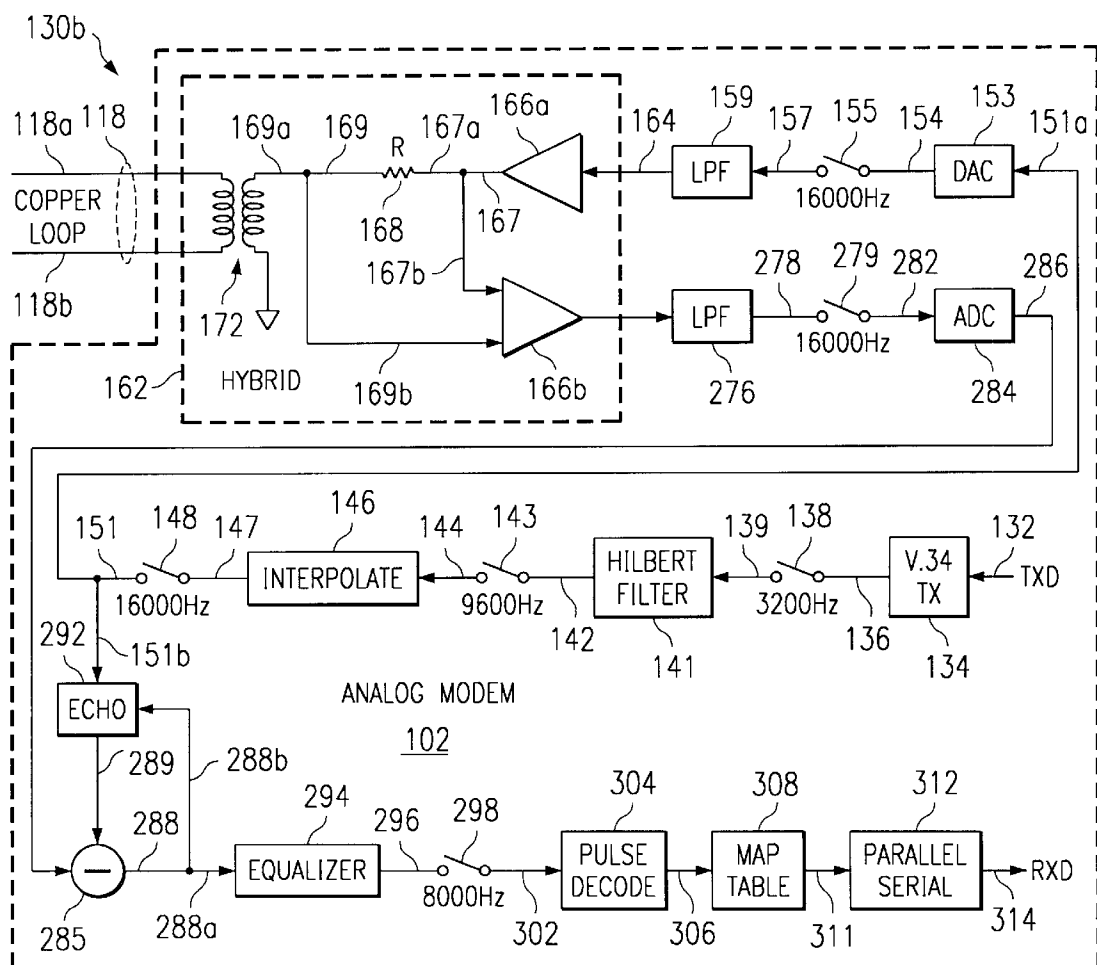 130b
118a
118
169a
169
167a
166a
164
159
157
155
154
153
151a
R
LPF
DAC
COPPER
LOOP
168
167
16000Hz
167b
278
279
282
286
118b
172
LPF
ADC
16000Hz
162
HYBRID
169b
166b
276
284
151
148
147
146
144
143
139
138
132
INTERPOLATE
HILBERT
FILTER
V.34
TX
TXD
16000Hz
9600Hz
3200Hz
142
141
136
134
292
151b
ECHO
ANALOG MODEM
102
289
288b
288
294
296
298
304
308
312
EQUALIZER
PULSE
DECODE
MAP
TABLE
PARALLEL
SERIAL
RXD
8000Hz
285
288a
302
306
311
314